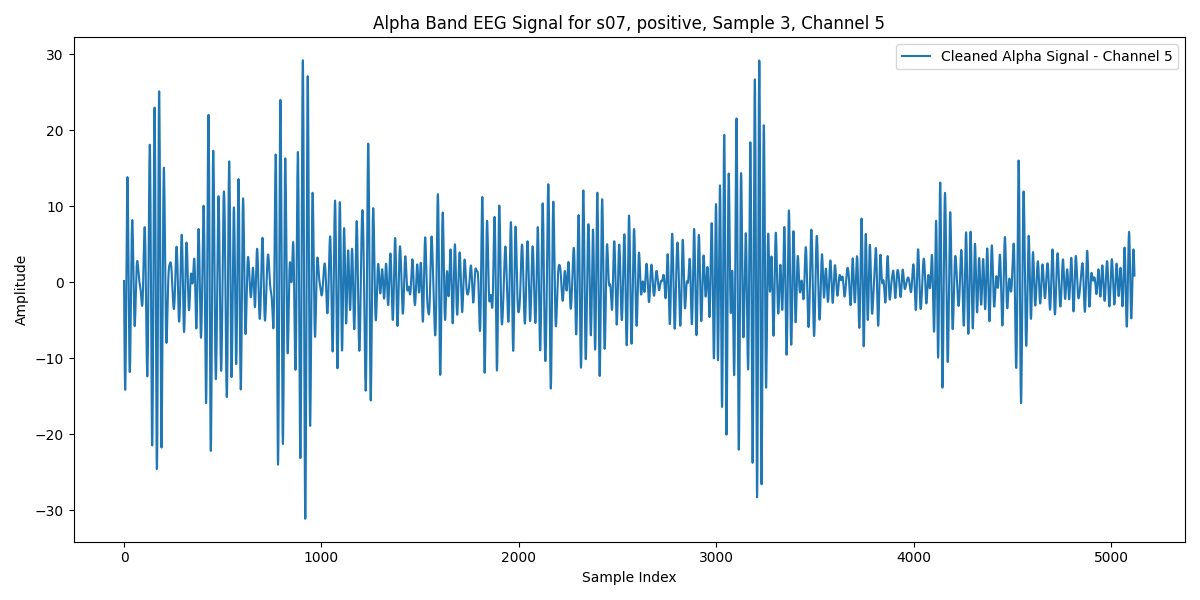 Alpha Band EEG Signal for s07, positive, Sample 3, Channel 5
Cleaned Alpha Signal - Channel 5
Amplitude
30
20
10
0
−10
−20
−30
0 1000 2000 3000 4000 5000
Sample Index